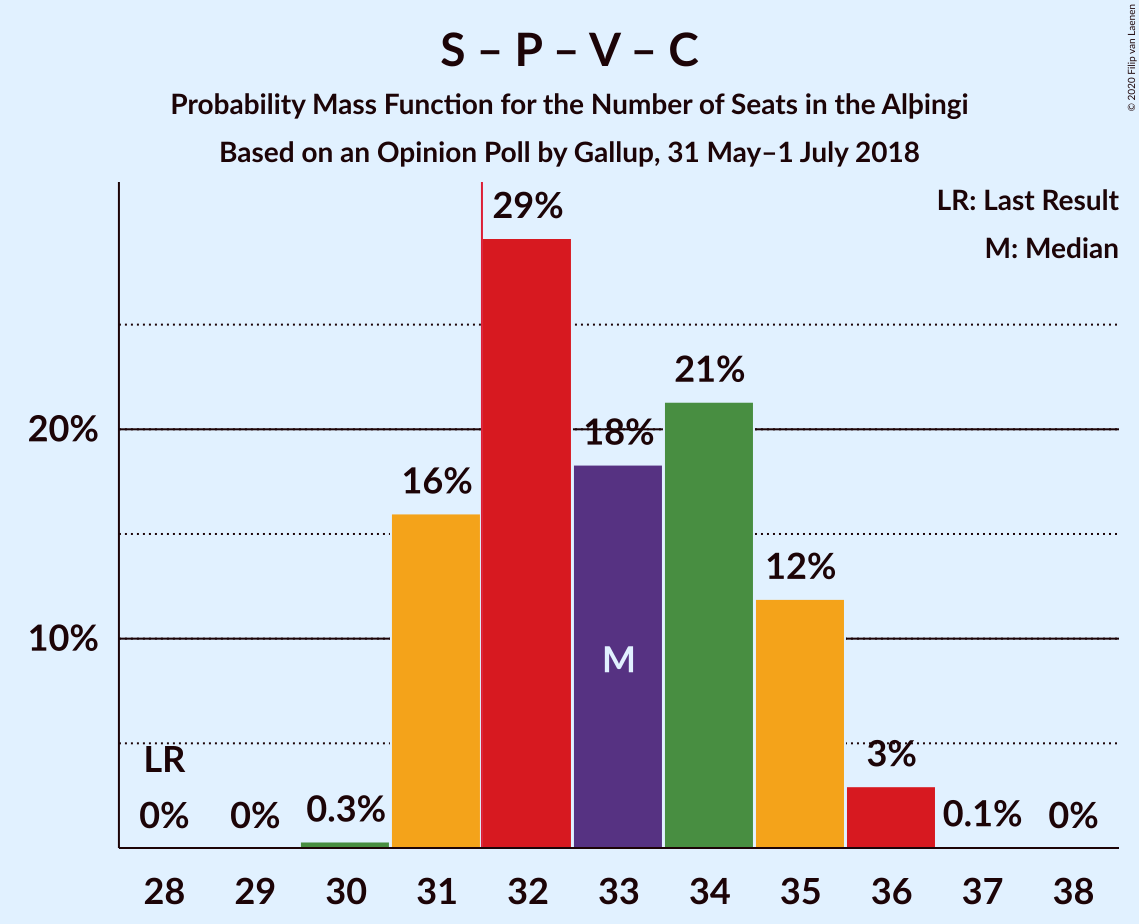 S – P – V – C
Probability Mass Function for the Number of Seats in the Alþingi
Based on an Opinion Poll by Gallup, 31 May–1 July 2018
© 2020 Filip van Laenen
LR: Last Result
M: Median
29%
21%
20%
18%
16%
12%
10%
M
LR
3%
0%
0%
0.3%
0.1%
0%
28 29 30 31 32 33 34 35 36 37 38